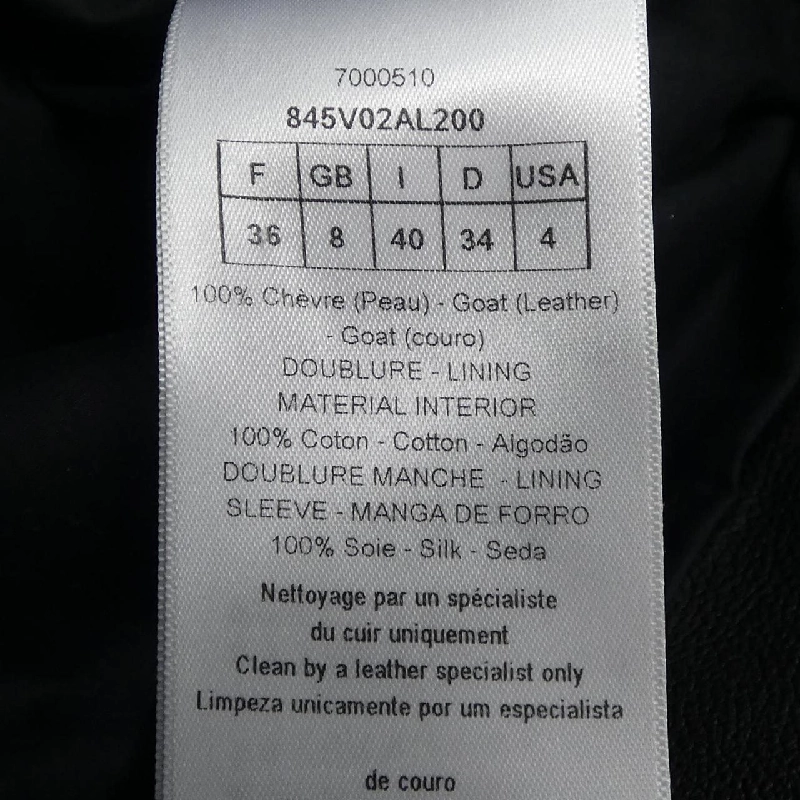 7000510
845V02AL200
F GB I D USA
36 8 40 34 4
100% Chèvre (Peau) - Goat (Leather)
- Goat (couro)
DOUBLURE - LINING
MATERIAL INTERIOR
100% Coton - Cotton - Algodão
DOUBLURE MANCHE - LINING
SLEEVE - MANGA DE FORRO
100% Soie - Silk - Seda
Nettoyage par un spécialiste
du cuir uniquement
Clean by a leather specialist only
Limpeza unicamente por um especialista
de couro